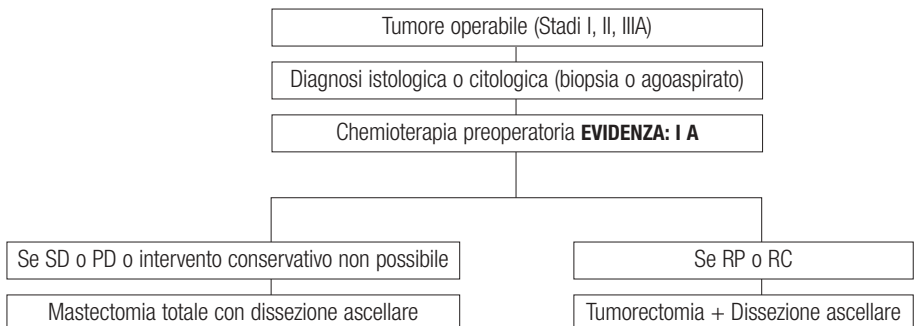 Tumore operabile (Stadi I, II, IIIA)
Diagnosi istologica o citologica (biopsia o agoaspirato)
Chemioterapia preoperatoria EVIDENZA: I A
Se SD o PD o intervento conservativo non possibile
Se RP o RC
Mastectomia totale con dissezione ascellare
Tumorectomia + Dissezione ascellare